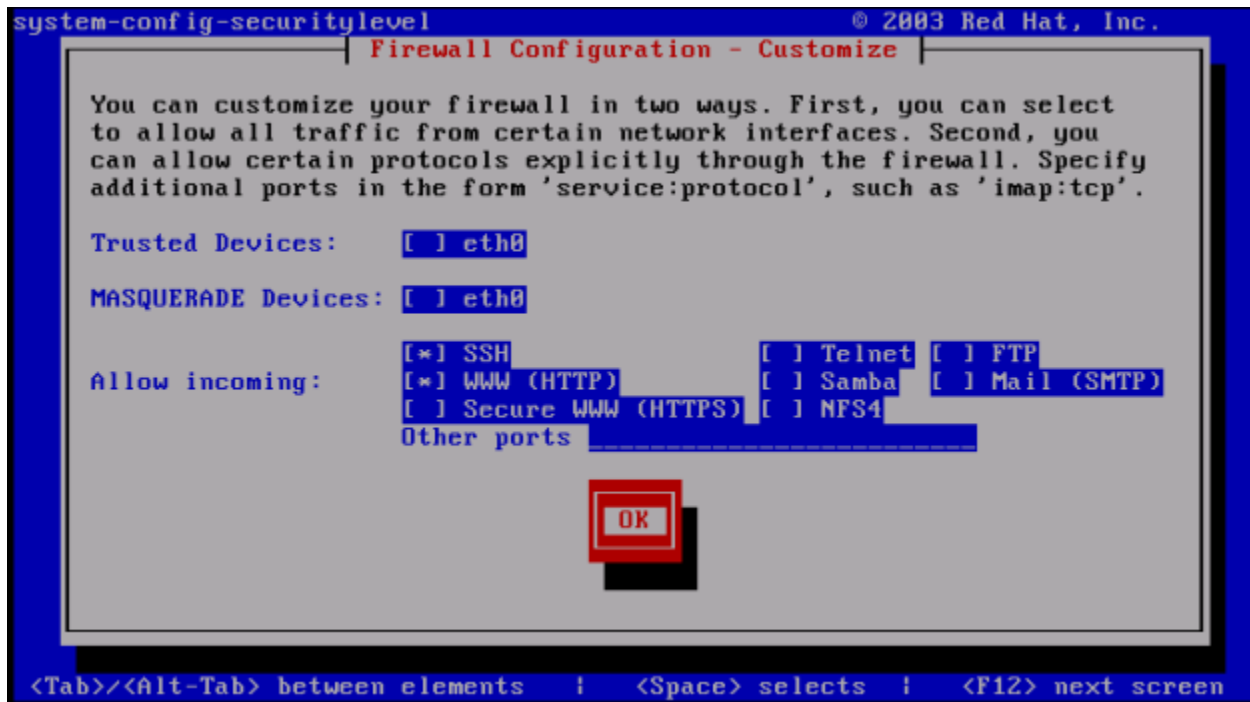 system-config-securitylevel © 2003 Red Hat, Inc.
Firewall Configuration - Customize
You can customize your firewall in two ways. First, you can select
to allow all traffic from certain network interfaces. Second, you
can allow certain protocols explicitly through the firewall. Specify
additional ports in the form 'service:protocol', such as 'imap:tcp'.
Trusted Devices: [ ] eth0
MASQUERADE Devices: [ ] eth0
[*] SSH [ ] Telnet [ ] FTP
Allow incoming: [*] WWW (HTTP) [ ] Samba [ ] Mail (SMTP)
[ ] Secure WWW (HTTPS) [ ] NFS4
Other ports _________________________
OK
<Tab>/<Alt-Tab> between elements | <Space> selects | <F12> next screen